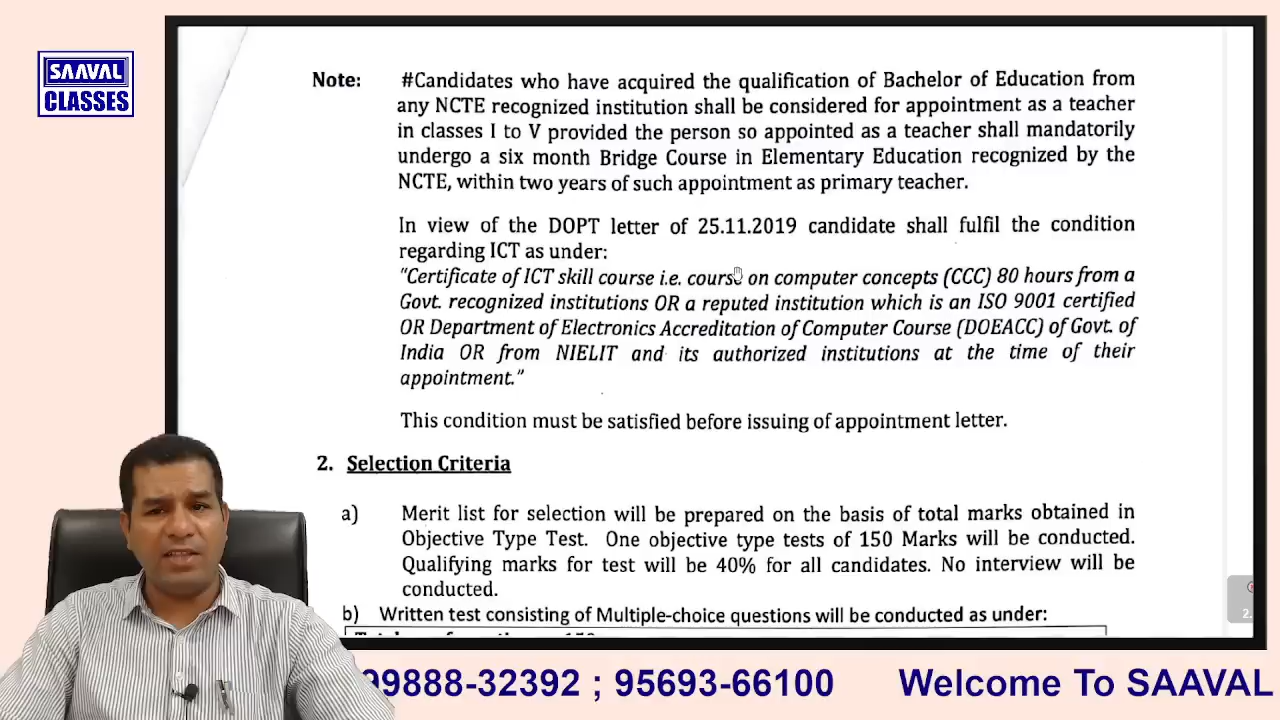 SAAVAL
CLASSES
Note: #Candidates who have acquired the qualification of Bachelor of Education from
any NCTE recognized institution shall be considered for appointment as a teacher
in classes I to V provided the person so appointed as a teacher shall mandatorily
undergo a six month Bridge Course in Elementary Education recognized by the
NCTE, within two years of such appointment as primary teacher.
In view of the DOPT letter of 25.11.2019 candidate shall fulfil the condition
regarding ICT as under:
"Certificate of ICT skill course i.e. course on computer concepts (CCC) 80 hours from a
Govt. recognized institutions OR a reputed institution which is an ISO 9001 certified
OR Department of Electronics Accreditation of Computer Course (DOEACC) of Govt. of
India OR from NIELIT and its authorized institutions at the time of their
appointment."
This condition must be satisfied before issuing of appointment letter.
2. Selection Criteria
a) Merit list for selection will be prepared on the basis of total marks obtained in
Objective Type Test. One objective type tests of 150 Marks will be conducted.
Qualifying marks for test will be 40% for all candidates. No interview will be
conducted.
b) Written test consisting of Multiple-choice questions will be conducted as under:
2.
99888-32392 ; 95693-66100 Welcome To SAAVAL